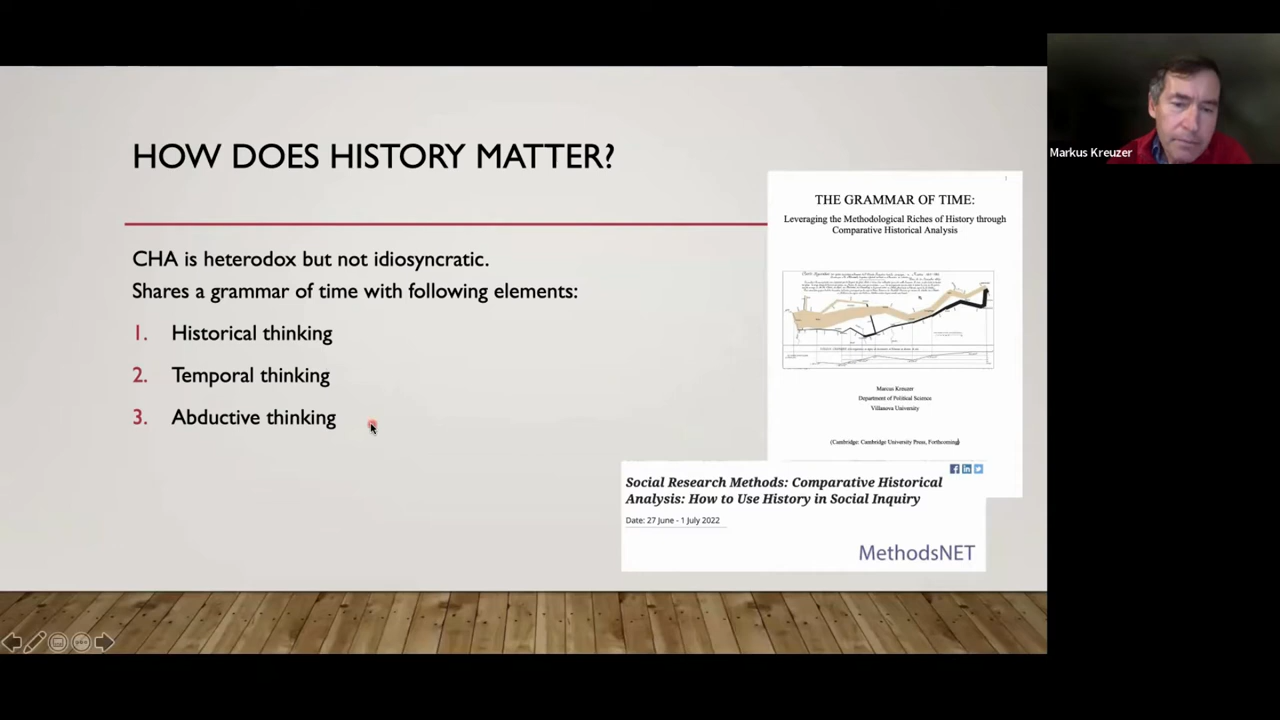 HOW DOES HISTORY MATTER?
CHA is heterodox but not idiosyncratic.
Shares a grammar of time with following elements:
1. Historical thinking
2. Temporal thinking
3. Abductive thinking
THE GRAMMAR OF TIME:
Leveraging the Methodological Riches of History through
Comparative Historical Analysis
Marcus Kreuzer
Department of Political Science
Villanova University
(Cambridge: Cambridge University Press, Forthcoming)
Social Research Methods: Comparative Historical
Analysis: How to Use History in Social Inquiry
Date: 27 June - 1 July 2022
MethodsNET
Markus Kreuzer